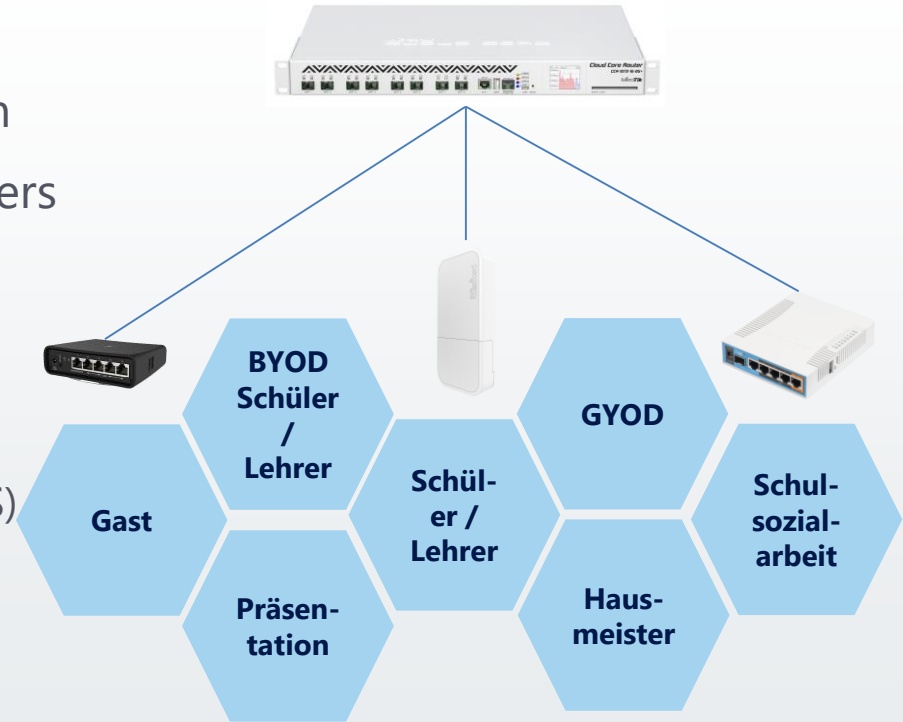 Cloud Core Router
n
ers
S)
BYOD
Schüler
/
Lehrer
GYOD
Gast
Schül-
er /
Lehrer
Schul-
sozial-
arbeit
Präsen-
tation
Haus-
meister